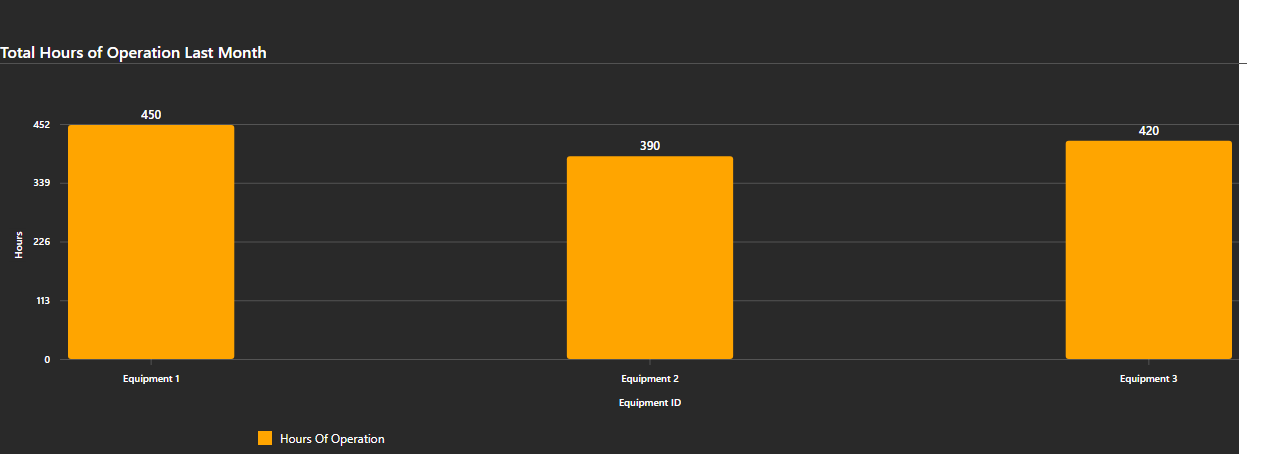 Total Hours of Operation Last Month
450
452
420
390
339
Hours
226
113
0
Equipment 1
Equipment 2
Equipment 3
Equipment ID
Hours Of Operation